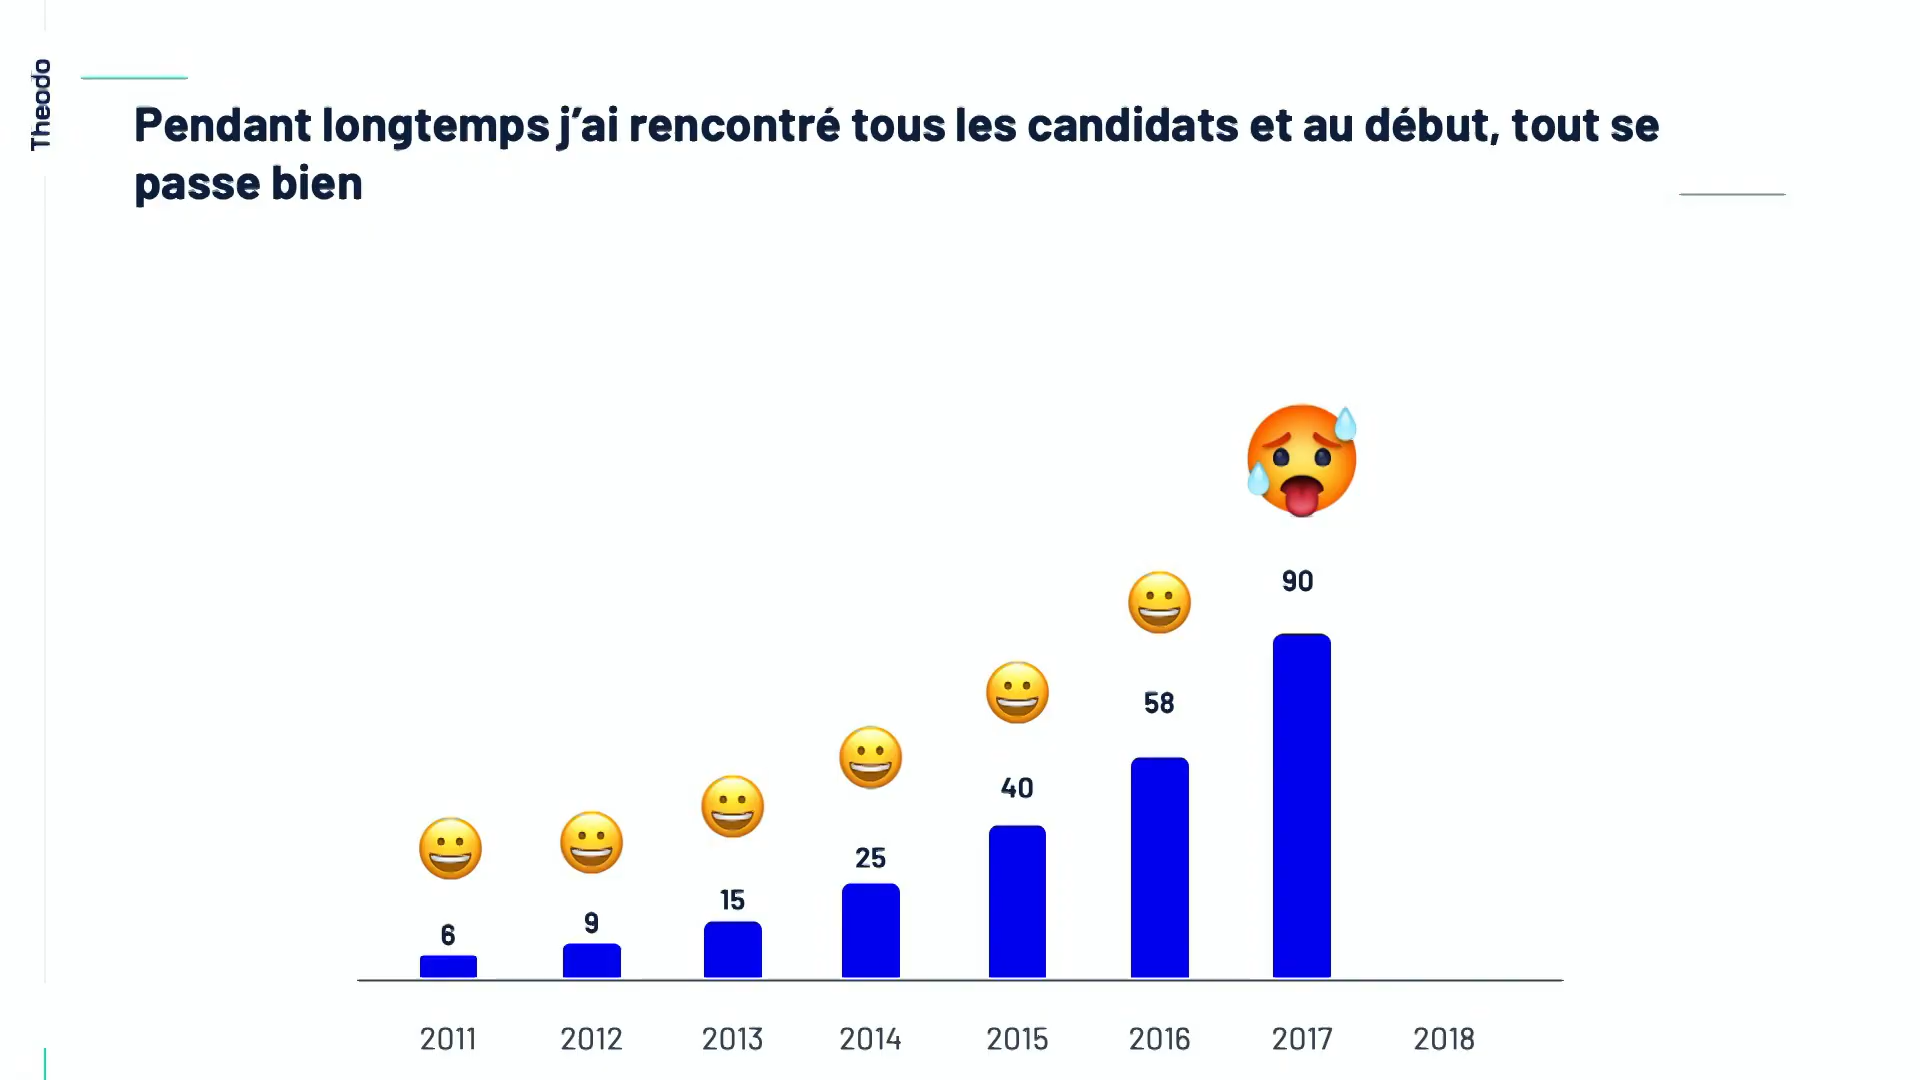 Theodo
Pendant longtemps j’ai rencontré tous les candidats et au début, tout se
passe bien
90
58
40
25
15
9
6
2011 2012 2013 2014 2015 2016 2017 2018